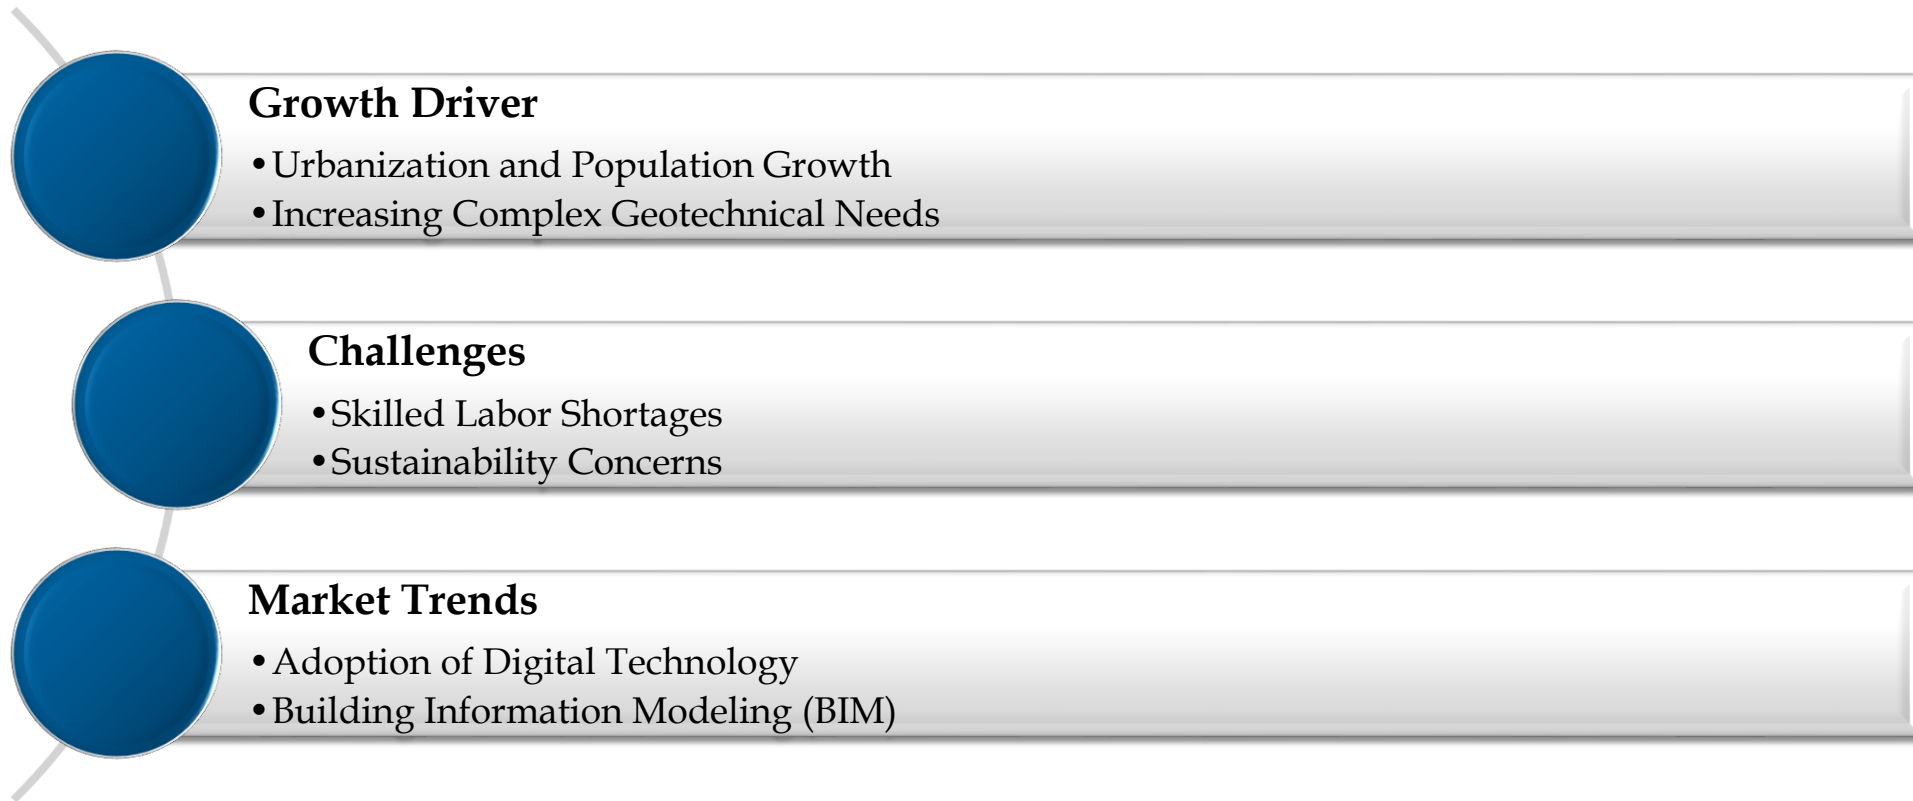 Growth Driver
•Urbanization and Population Growth
•Increasing Complex Geotechnical Needs
Challenges
•Skilled Labor Shortages
•Sustainability Concerns
Market Trends
•Adoption of Digital Technology
•Building Information Modeling (BIM)